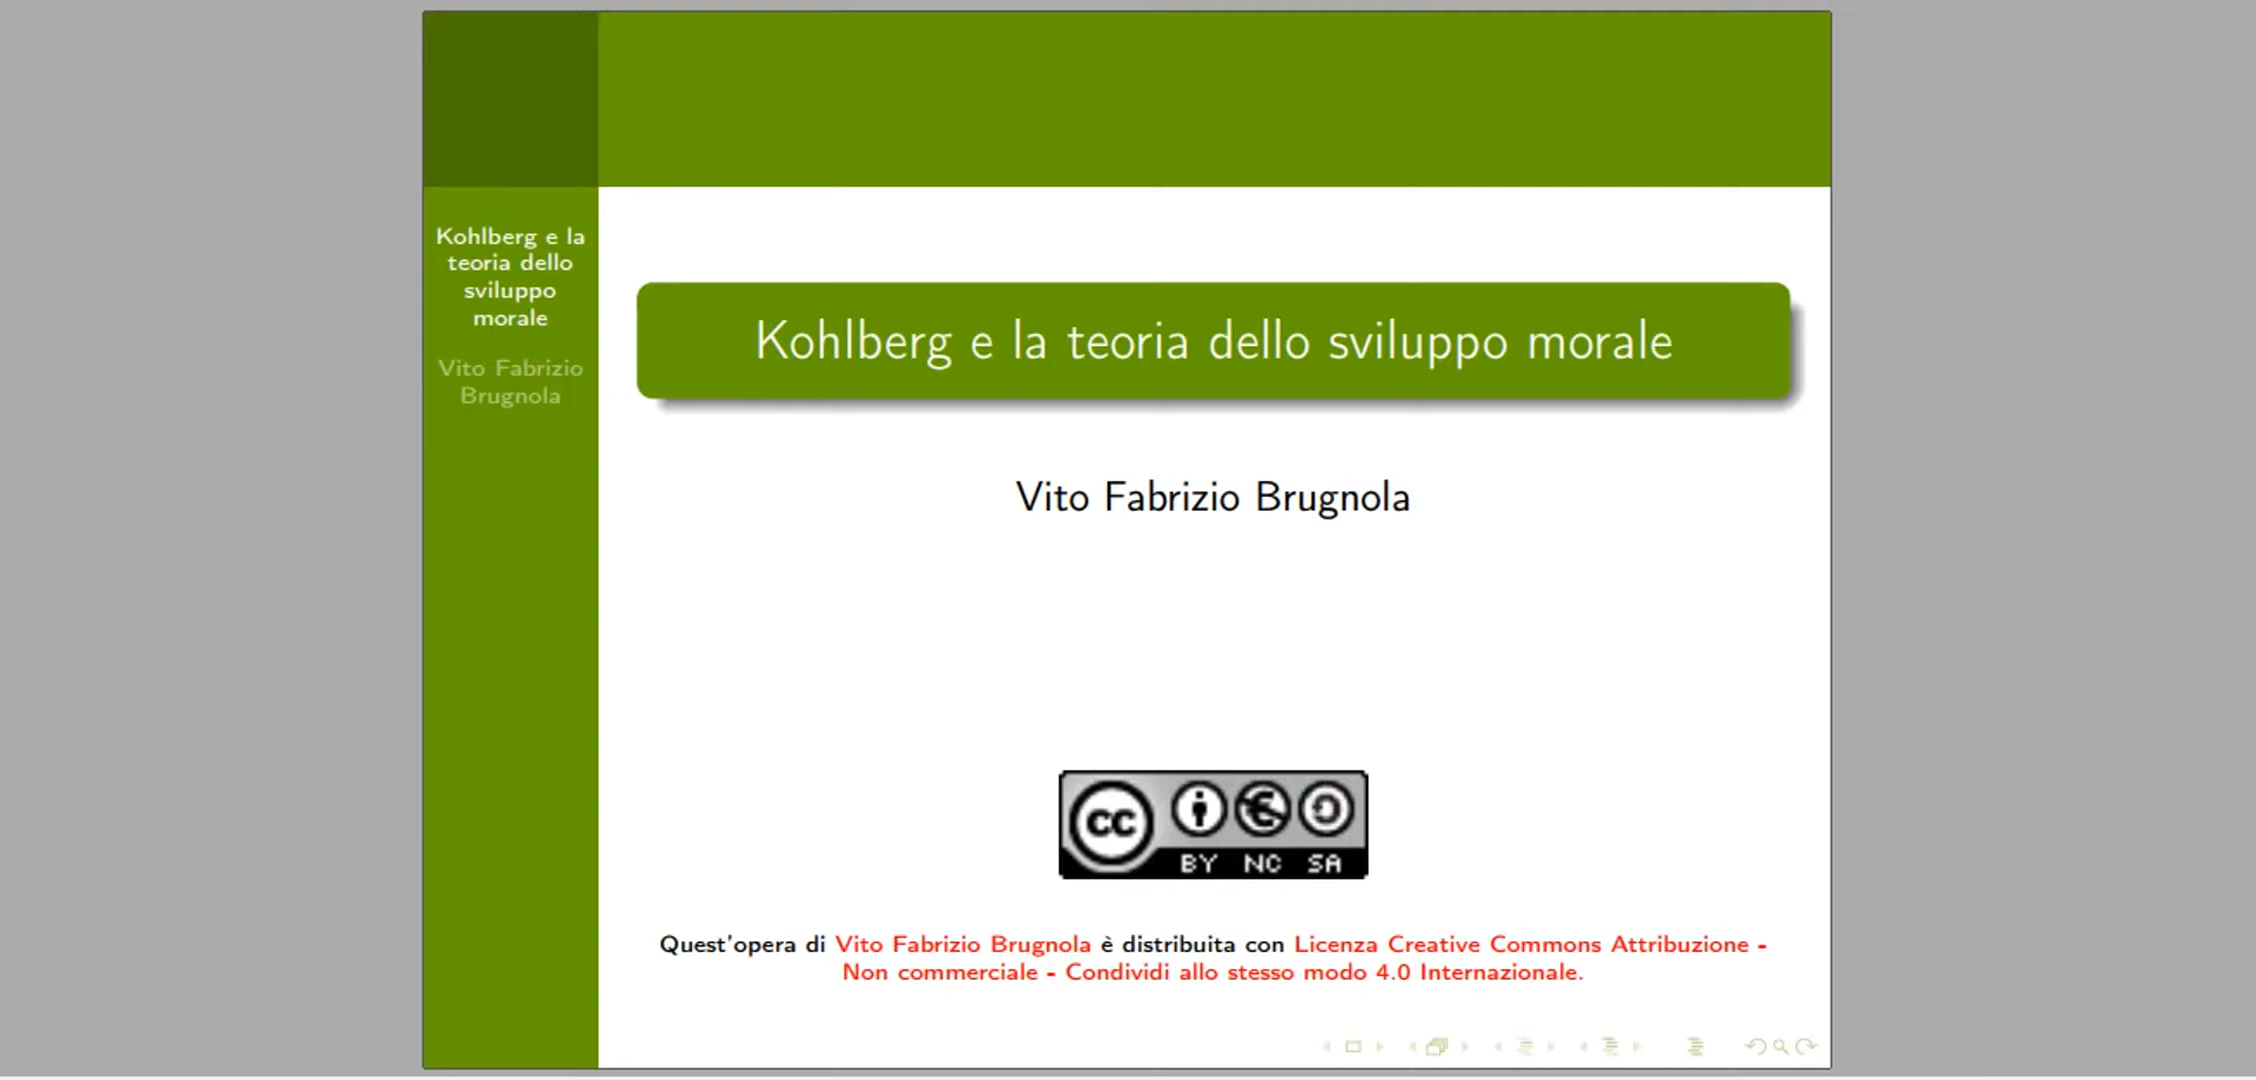 Kohlberg e la
teoria dello
sviluppo
morale
Vito Fabrizio
Brugnola
Kohlberg e la teoria dello sviluppo morale
Vito Fabrizio Brugnola
cc
BY NC SA
Quest'opera di Vito Fabrizio Brugnola è distribuita con Licenza Creative Commons Attribuzione -
Non commerciale - Condividi allo stesso modo 4.0 Internazionale.